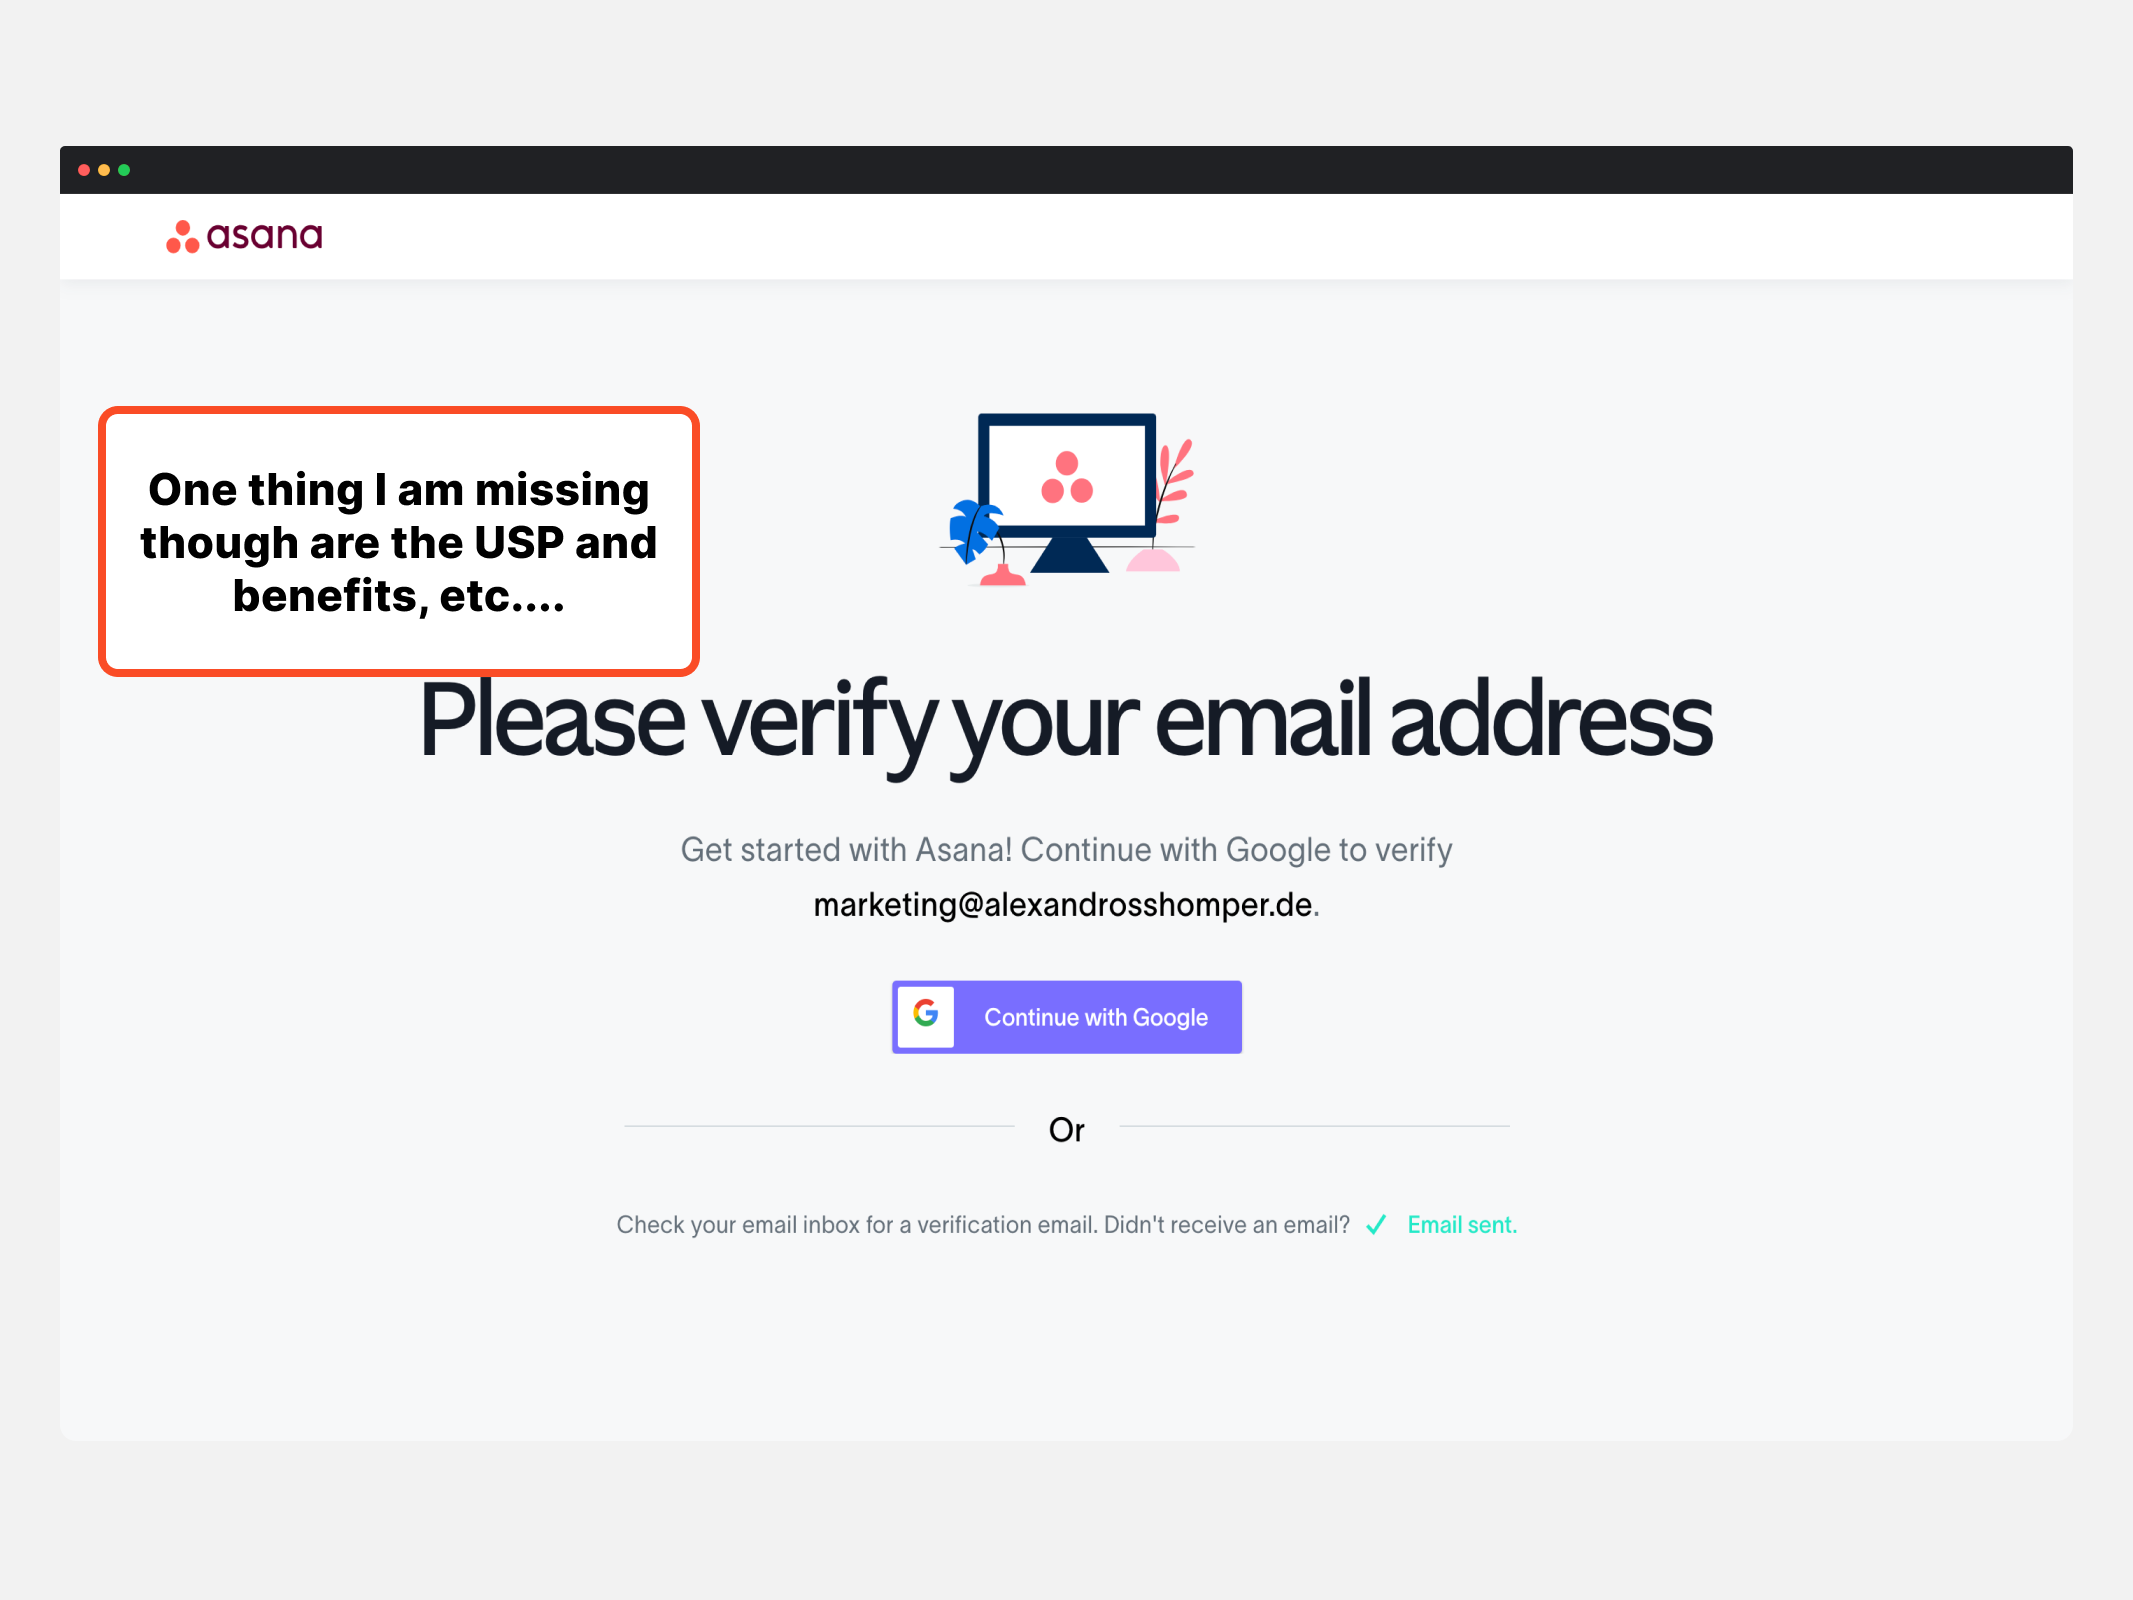 asana
One thing I am missing
though are the USP and
benefits, etc....
Please verify your email address
Get started with Asana! Continue with Google to verify
marketing@alexandrosshomper.de.
G Continue with Google
Or
Check your email inbox for a verification email. Didn't receive an email? ✓ Email sent.